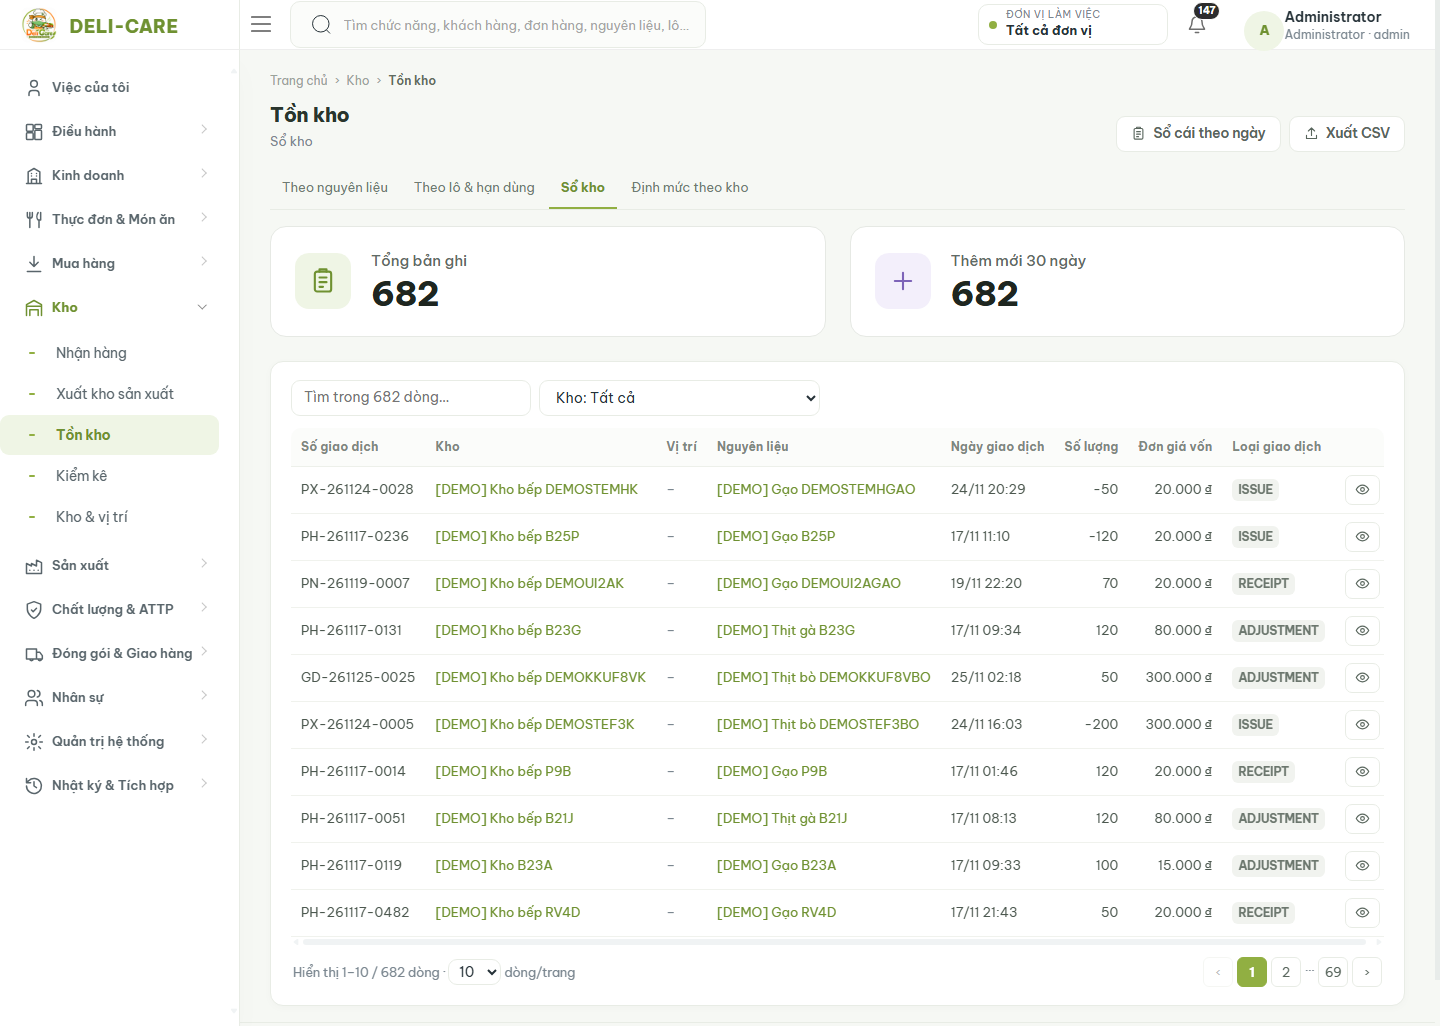 DELI-CARE
Tìm chức năng, khách hàng, đơn hàng, nguyên liệu, lô...
ĐƠN VỊ LÀM VIỆC
Tất cả đơn vị
147
A
Administrator
Administrator · admin
Việc của tôi
Điều hành
Kinh doanh
Thực đơn & Món ăn
Mua hàng
Kho
Nhận hàng
Xuất kho sản xuất
Tồn kho
Kiểm kê
Kho & vị trí
Sản xuất
Chất lượng & ATTP
Đóng gói & Giao hàng
Nhân sự
Quản trị hệ thống
Nhật ký & Tích hợp
Trang chủ › Kho › Tồn kho
Tồn kho
Sổ kho
Sổ cái theo ngày
Xuất CSV
Theo nguyên liệu Theo lô & hạn dùng Sổ kho Định mức theo kho
Tổng bản ghi
682
Thêm mới 30 ngày
682
Tìm trong 682 dòng...
Kho: Tất cả
Số giao dịch Kho Vị trí Nguyên liệu Ngày giao dịch Số lượng Đơn giá vốn Loại giao dịch
PX-261124-0028 [DEMO] Kho bếp DEMOSTEMHK – [DEMO] Gạo DEMOSTEMHGAO 24/11 20:29 -50 20.000 ₫ ISSUE
PH-261117-0236 [DEMO] Kho bếp B25P – [DEMO] Gạo B25P 17/11 11:10 -120 20.000 ₫ ISSUE
PN-261119-0007 [DEMO] Kho bếp DEMOUI2AK – [DEMO] Gạo DEMOUI2AGAO 19/11 22:20 70 20.000 ₫ RECEIPT
PH-261117-0131 [DEMO] Kho bếp B23G – [DEMO] Thịt gà B23G 17/11 09:34 120 80.000 ₫ ADJUSTMENT
GD-261125-0025 [DEMO] Kho bếp DEMOKKUF8VK – [DEMO] Thịt bò DEMOKKUF8VBO 25/11 02:18 50 300.000 ₫ ADJUSTMENT
PX-261124-0005 [DEMO] Kho bếp DEMOSTEF3K – [DEMO] Thịt bò DEMOSTEF3BO 24/11 16:03 -200 300.000 ₫ ISSUE
PH-261117-0014 [DEMO] Kho bếp P9B – [DEMO] Gạo P9B 17/11 01:46 120 20.000 ₫ RECEIPT
PH-261117-0051 [DEMO] Kho bếp B21J – [DEMO] Thịt gà B21J 17/11 08:13 120 80.000 ₫ ADJUSTMENT
PH-261117-0119 [DEMO] Kho B23A – [DEMO] Gạo B23A 17/11 09:33 100 15.000 ₫ ADJUSTMENT
PH-261117-0482 [DEMO] Kho bếp RV4D – [DEMO] Gạo RV4D 17/11 21:43 50 20.000 ₫ RECEIPT
Hiển thị 1–10 / 682 dòng · 10 dòng/trang
‹ 1 2 ... 69 ›